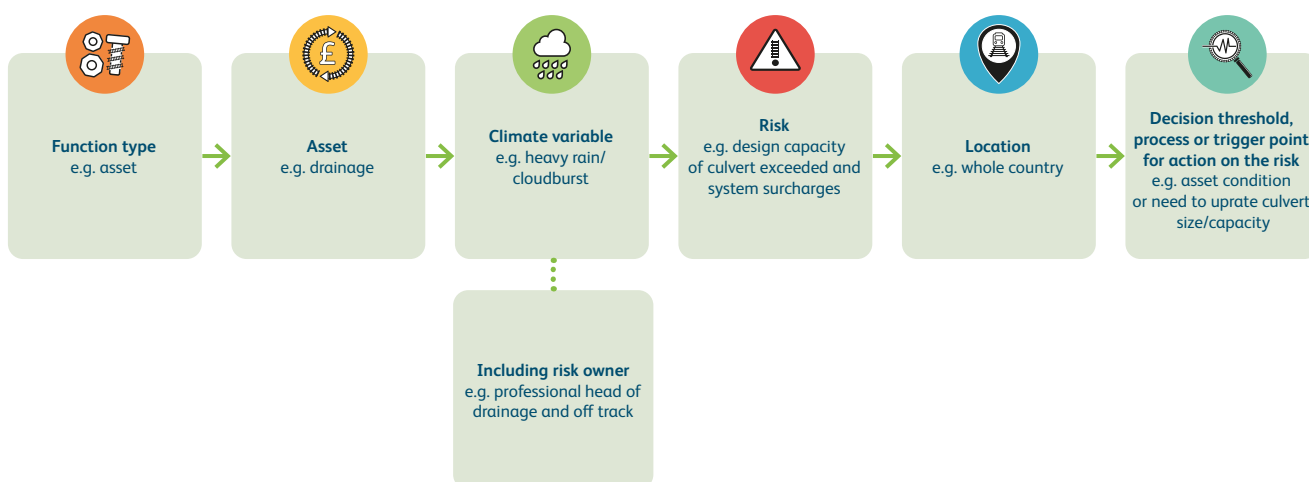 £
Function type
e.g. asset
Asset
e.g. drainage
Climate variable
e.g. heavy rain/
cloudburst
Risk
e.g. design capacity
of culvert exceeded and
system surcharges
Location
e.g. whole country
Decision threshold,
process or trigger point
for action on the risk
e.g. asset condition
or need to uprate culvert
size/capacity
Including risk owner
e.g. professional head of
drainage and off track